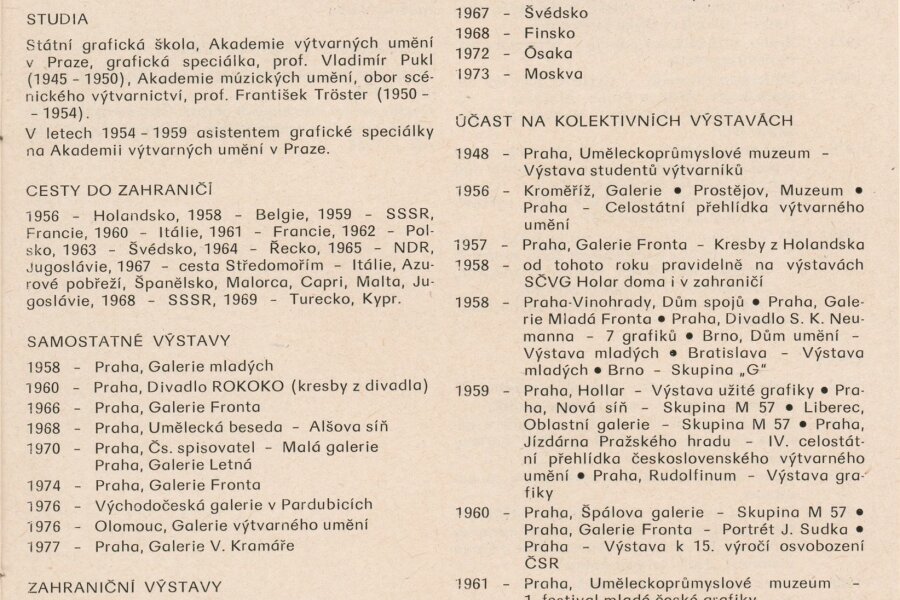 STUDIA
Státní grafická škola, Akademie výtvarných umění
v Praze, grafická speciálka, prof. Vladimír Pukl
(1945 – 1950), Akademie múzických umění, obor scé-
nického výtvarnictví, prof. František Tröster (1950 –
– 1954).
V letech 1954 – 1959 asistentem grafické speciálky
na Akademii výtvarných umění v Praze.
CESTY DO ZAHRANIČÍ
1956 – Holandsko, 1958 – Belgie, 1959 – SSSR,
Francie, 1960 – Itálie, 1961 – Francie, 1962 – Pol-
sko, 1963 – Švédsko, 1964 – Řecko, 1965 – NDR,
Jugoslávie, 1967 – cesta Středomořím – Itálie, Azu-
rové pobřeží, Španělsko, Malorca, Capri, Malta, Ju-
goslávie, 1968 – SSSR, 1969 – Turecko, Kypr.
SAMOSTATNÉ VÝSTAVY
1958 – Praha, Galerie mladých
1960 – Praha, Divadlo ROKOKO (kresby z divadla)
1966 – Praha, Galerie Fronta
1968 – Praha, Umělecká beseda – Alšova síň
1970 – Praha, Čs. spisovatel – Malá galerie
Praha, Galerie Letná
1974 – Praha, Galerie Fronta
1976 – Východočeská galerie v Pardubicích
1976 – Olomouc, Galerie výtvarného umění
1977 – Praha, Galerie V. Kramáře
ZAHRANIČNÍ VÝSTAVY
1967 – Švédsko
1968 – Finsko
1972 – Ósaka
1973 – Moskva
ÚČAST NA KOLEKTIVNÍCH VÝSTAVÁCH
1948 – Praha, Uměleckoprůmyslové muzeum –
Výstava studentů výtvarníků
1956 – Kroměříž, Galerie ● Prostějov, Muzeum ●
Praha – Celostátní přehlídka výtvarného
umění
1957 – Praha, Galerie Fronta – Kresby z Holandska
1958 – od tohoto roku pravidelně na výstavách
SČVG Holar doma i v zahraničí
1958 – Praha-Vinohrady, Dům spojů ● Praha, Gale-
rie Mladá Fronta ● Praha, Divadlo S. K. Neu-
manna – 7 grafiků ● Brno, Dům umění –
Výstava mladých ● Bratislava – Výstava
mladých ● Brno – Skupina „G“
1959 – Praha, Hollar – Výstava užité grafiky ● Pra-
ha, Nová síň – Skupina M 57 ● Liberec,
Oblastní galerie – Skupina M 57 ● Praha,
Jízdárna Pražského hradu – IV. celostát-
ní přehlídka československého výtvarného
umění ● Praha, Rudolfinum – Výstava gra-
fiky
1960 – Praha, Špálova galerie – Skupina M 57 ●
Praha, Galerie Fronta – Portrét J. Sudka ●
Praha – Výstava k 15. výročí osvobození
ČSR
1961 – Praha, Uměleckoprůmyslové muzeum –
1. festival mladé české grafiky